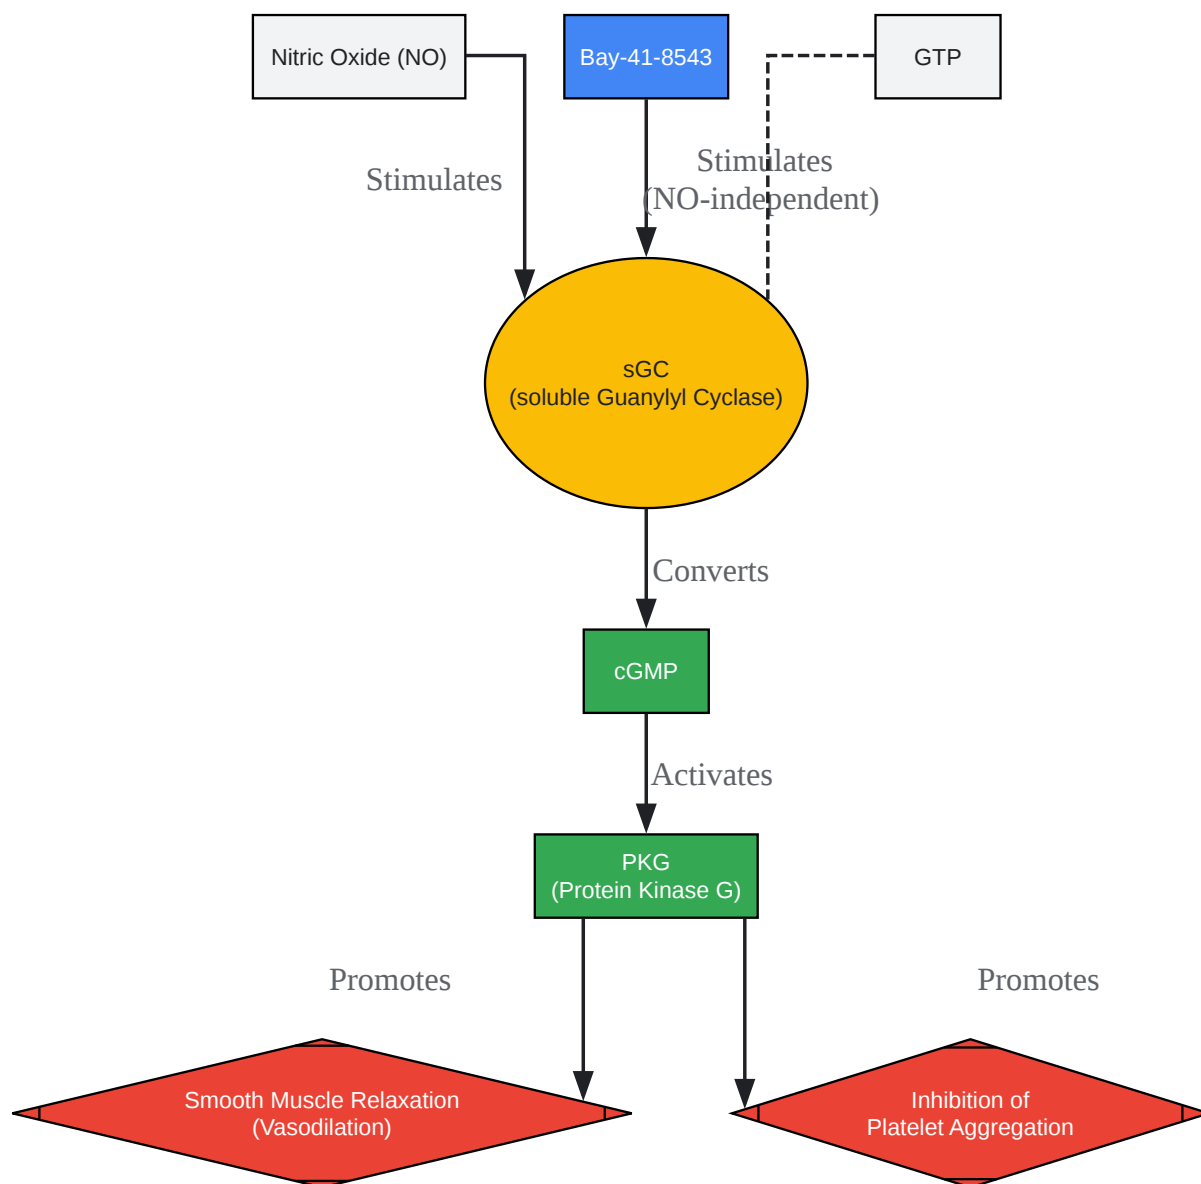 Nitric Oxide (NO)
Bay-41-8543
GTP
Stimulates
Stimulates
(NO-independent)
sGC
(soluble Guanylyl Cyclase)
Converts
cGMP
Activates
PKG
(Protein Kinase G)
Promotes
Promotes
Smooth Muscle Relaxation
(Vasodilation)
Inhibition of
Platelet Aggregation